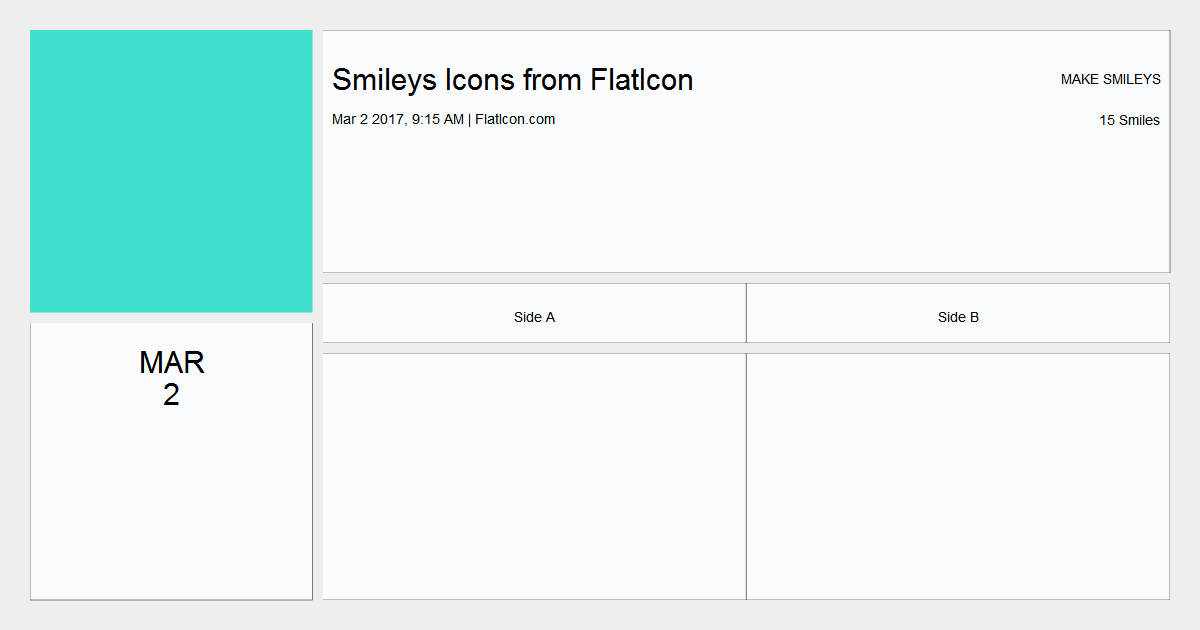 Smileys Icons from FlatIcon
MAKE SMILEYS
Mar 2 2017, 9:15 AM | FlatIcon.com
15 Smiles
Side A
Side B
MAR
2